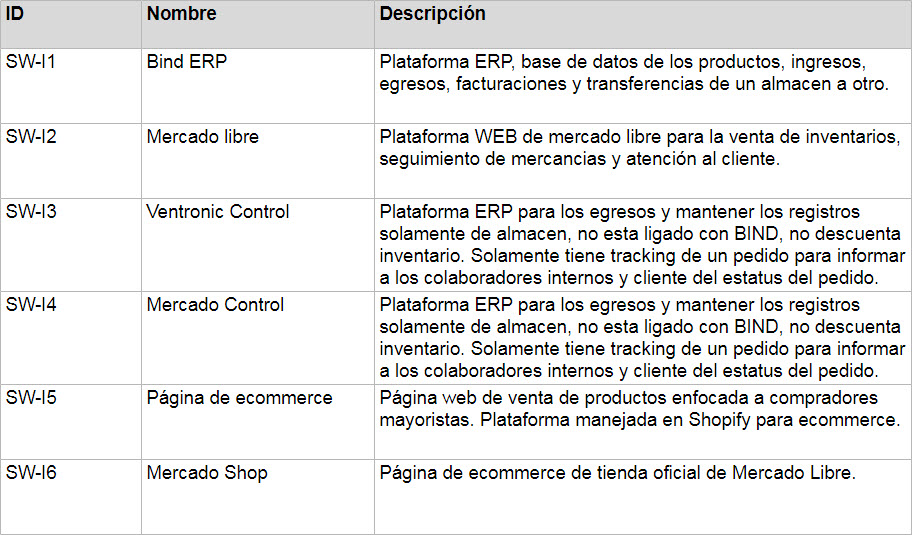 ID Nombre Descripción
SW-I1 Bind ERP Plataforma ERP, base de datos de los productos, ingresos,
egresos, facturaciones y transferencias de un almacen a otro.
SW-I2 Mercado libre Plataforma WEB de mercado libre para la venta de inventarios,
seguimiento de mercancias y atención al cliente.
SW-I3 Ventronic Control Plataforma ERP para los egresos y mantener los registros
solamente de almacen, no esta ligado con BIND, no descuenta
inventario. Solamente tiene tracking de un pedido para informar
a los colaboradores internos y cliente del estatus del pedido.
SW-I4 Mercado Control Plataforma ERP para los egresos y mantener los registros
solamente de almacen, no esta ligado con BIND, no descuenta
inventario. Solamente tiene tracking de un pedido para informar
a los colaboradores internos y cliente del estatus del pedido.
SW-I5 Página de ecommerce Página web de venta de productos enfocada a compradores
mayoristas. Plataforma manejada en Shopify para ecommerce.
SW-I6 Mercado Shop Página de ecommerce de tienda oficial de Mercado Libre.